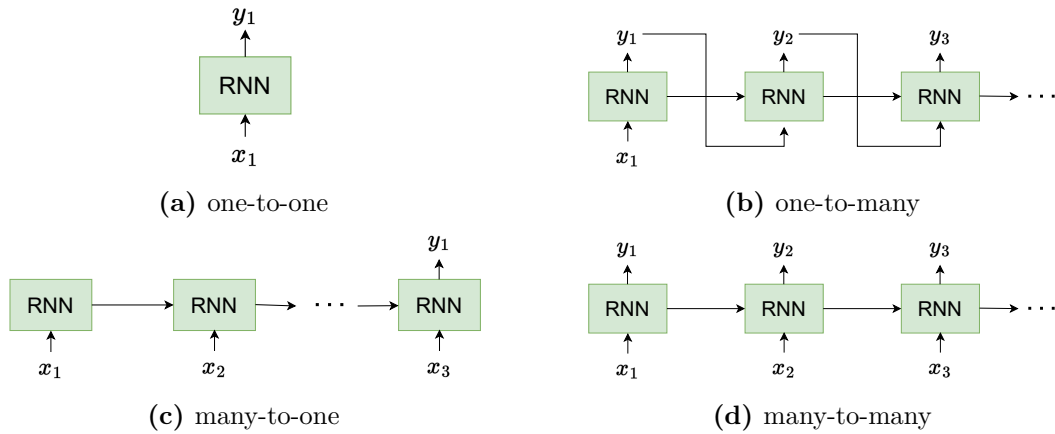 y₁
RNN
x₁
(a) one-to-one
y₁ y₂ y₃
RNN RNN RNN ···
x₁
(b) one-to-many
y₁
RNN RNN ··· RNN
x₁ x₂ x₃
(c) many-to-one
y₁ y₂ y₃
RNN RNN RNN ···
x₁ x₂ x₃
(d) many-to-many